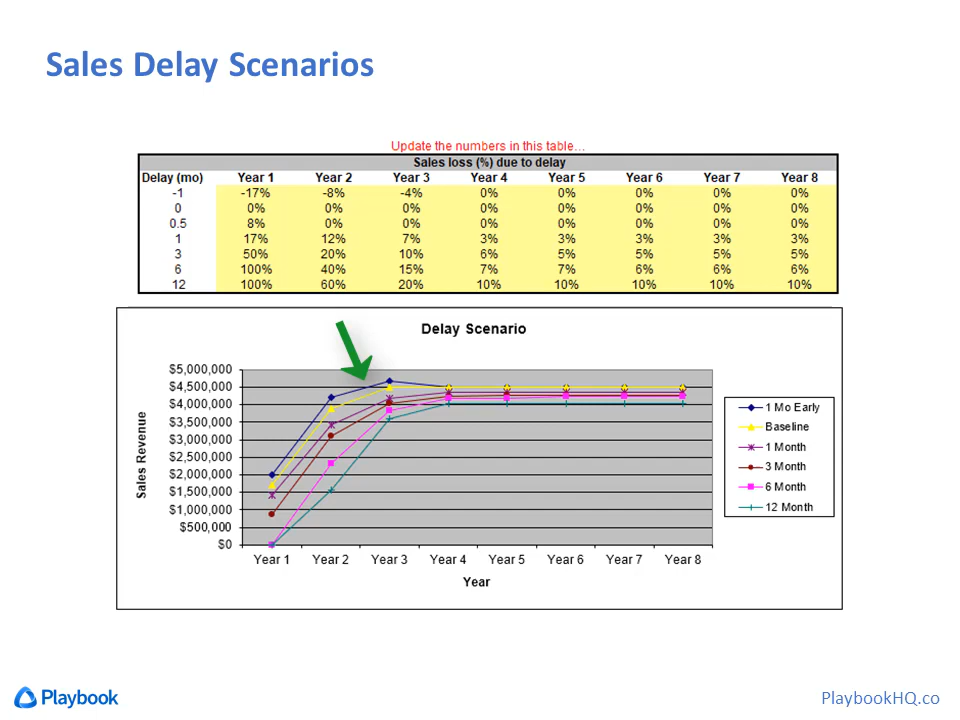 Sales Delay Scenarios
Update the numbers in this table...
Sales loss (%) due to delay
Delay (mo) Year 1 Year 2 Year 3 Year 4 Year 5 Year 6 Year 7 Year 8
-1 -17% -8% -4% 0% 0% 0% 0% 0%
0 0% 0% 0% 0% 0% 0% 0% 0%
0.5 8% 0% 0% 0% 0% 0% 0% 0%
1 17% 12% 7% 3% 3% 3% 3% 3%
3 50% 20% 10% 6% 5% 5% 5% 5%
6 100% 40% 15% 7% 7% 6% 6% 6%
12 100% 60% 20% 10% 10% 10% 10% 10%
Delay Scenario
$5,000,000
$4,500,000
$4,000,000
$3,500,000
$3,000,000
$2,500,000
$2,000,000
$1,500,000
$1,000,000
$500,000
$0
Sales Revenue
Year 1 Year 2 Year 3 Year 4 Year 5 Year 6 Year 7 Year 8
Year
1 Mo Early
Baseline
1 Month
3 Month
6 Month
12 Month
Playbook
PlaybookHQ.co